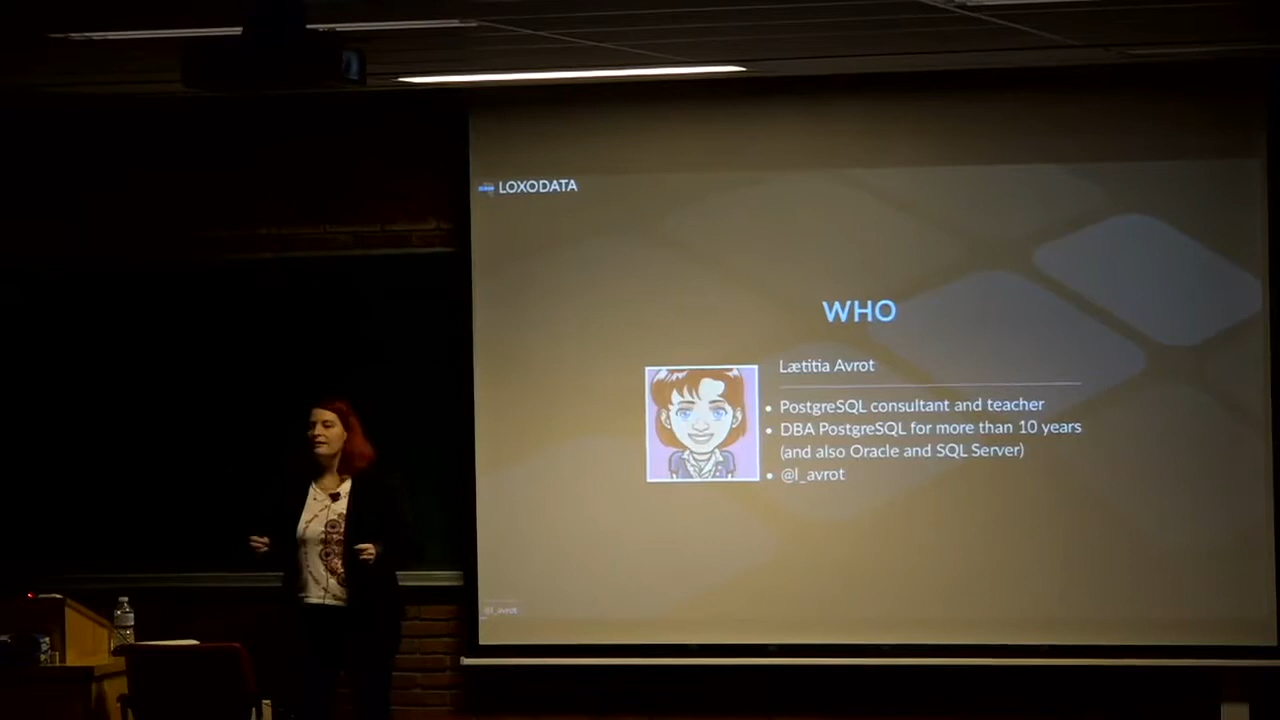 LOXODATA
WHO
Lætitia Avrot
PostgreSQL consultant and teacher
DBA PostgreSQL for more than 10 years
(and also Oracle and SQL Server)
@l_avrot
@l_avrot